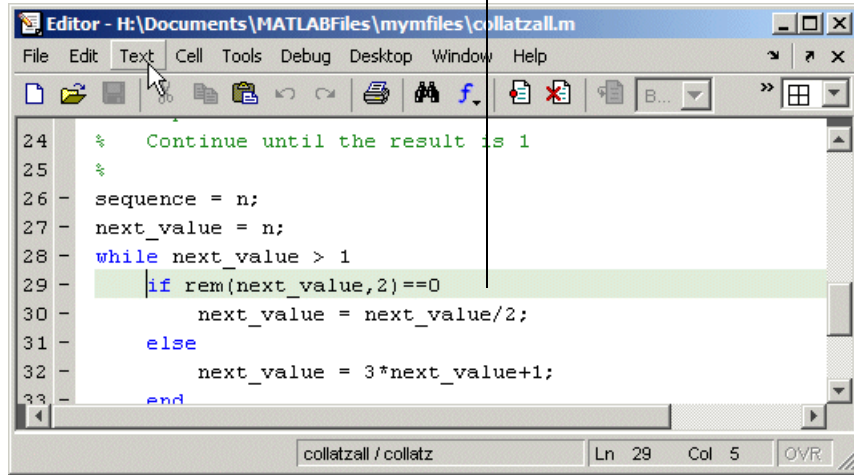 Editor - H:\Documents\MATLABFiles\mymfiles\collatzall.m
File Edit Text Cell Tools Debug Desktop Window Help
B...
24 % Continue until the result is 1
25 %
26 - sequence = n;
27 - next_value = n;
28 - while next_value > 1
29 - if rem(next_value,2)==0
30 - next_value = next_value/2;
31 - else
32 - next_value = 3*next_value+1;
33 - end
collatzall / collatz Ln 29 Col 5 OVR